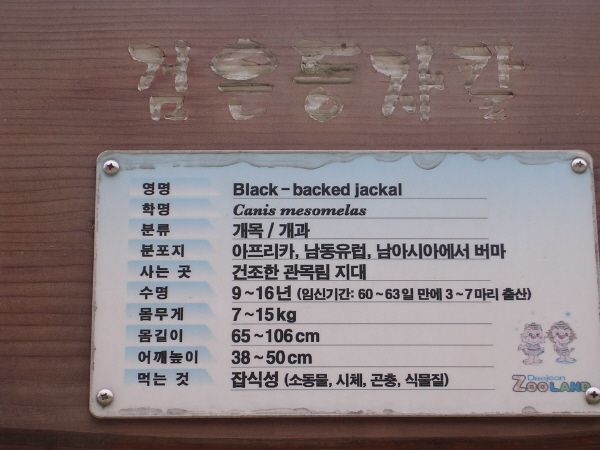 검은등자칼
영명 Black-backed jackal
학명 Canis mesomelas
분류 개목 / 개과
분포지 아프리카, 남동유럽, 남아시아에서 버마
사는 곳 건조한 관목림 지대
수명 9~16년 (임신기간: 60~63일 만에 3~7마리 출산)
몸무게 7~15kg
몸길이 65~106cm
어깨높이 38~50cm
먹는 것 잡식성 (소동물, 시체, 곤충, 식물질)
Daejeon
ZOOLAND